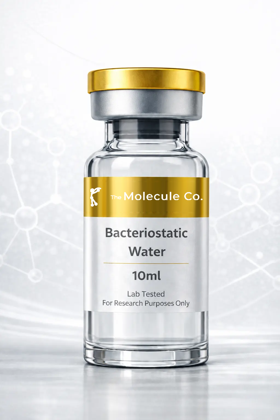 The Molecule Co.
Bacteriostatic
Water
10ml
Lab Tested
For Research Purposes Only